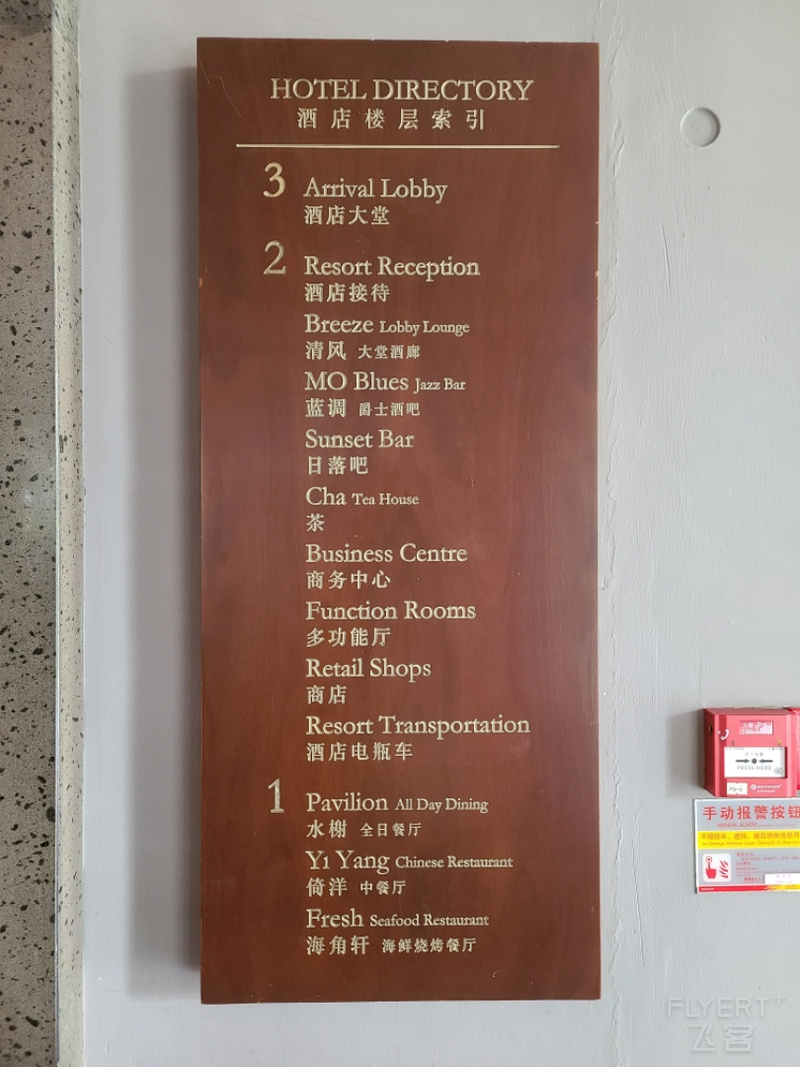 HOTEL DIRECTORY
酒店楼层索引
3 Arrival Lobby
酒店大堂
2 Resort Reception
酒店接待
Breeze Lobby Lounge
清风 大堂酒廊
MO Blues Jazz Bar
蓝调 爵士酒吧
Sunset Bar
日落吧
Cha Tea House
茶
Business Centre
商务中心
Function Rooms
多功能厅
Retail Shops
商店
Resort Transportation
酒店电瓶车
1 Pavilion All Day Dining
水榭 全日餐厅
Yi Yang Chinese Restaurant
倚洋 中餐厅
Fresh Seafood Restaurant
海角轩 海鲜烧烤餐厅
PRESS HERE
手动报警按钮
MANUAL ALARM
FLYERT+
飞客